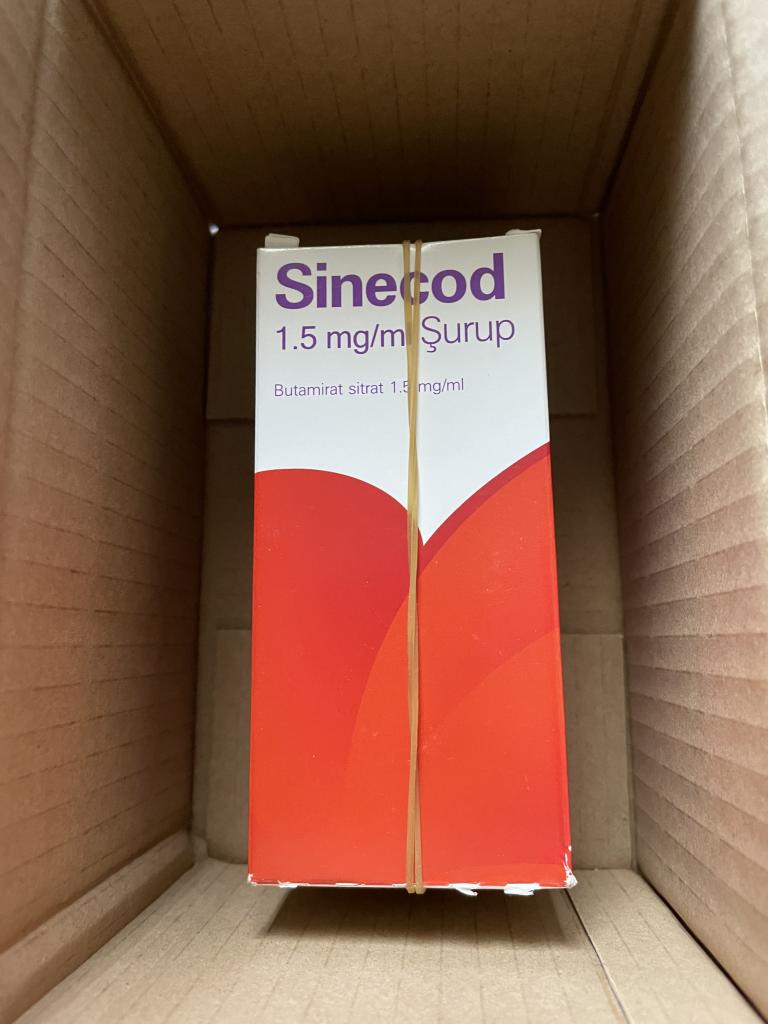 Sinecod
1.5 mg/ml Şurup
Butamirat sitrat 1.5 mg/ml